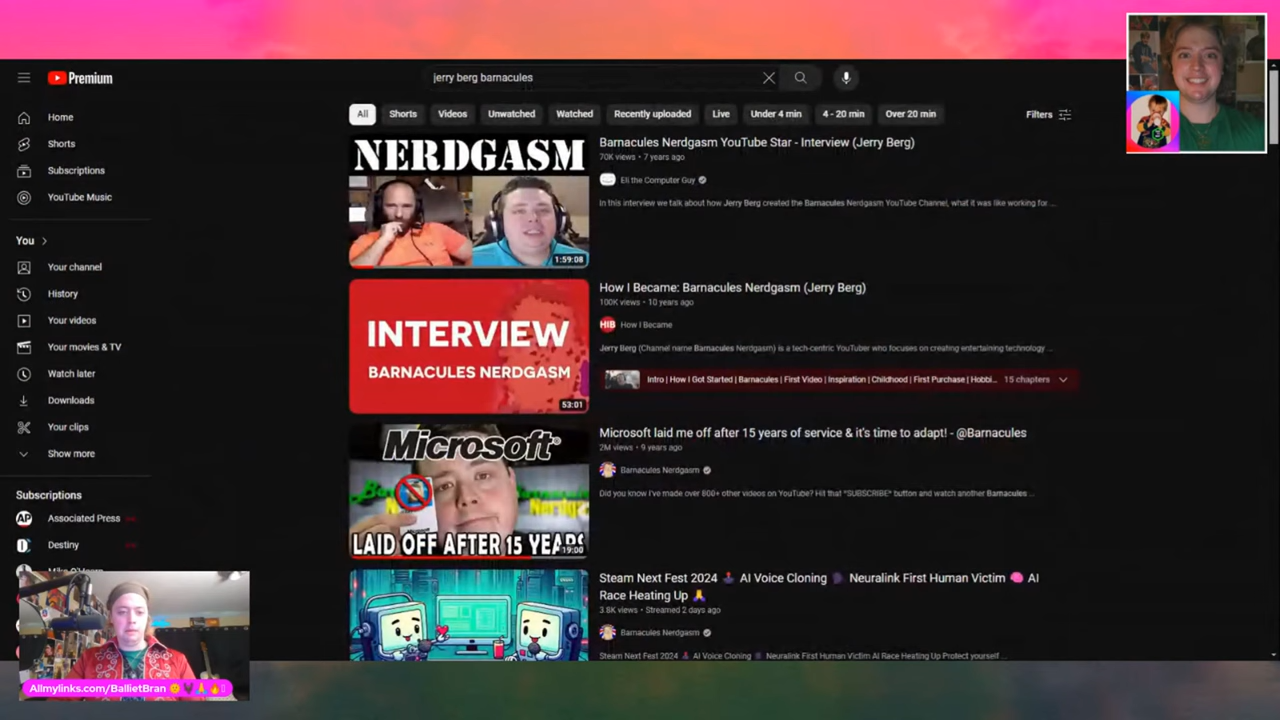 Premium
jerry berg barnacules
All
Shorts
Videos
Unwatched
Watched
Recently uploaded
Live
Under 4 min
4 - 20 min
Over 20 min
Filters
Home
Shorts
Subscriptions
YouTube Music
You
Your channel
History
Your videos
Your movies & TV
Watch later
Downloads
Your clips
Show more
Subscriptions
AP
Associated Press
Destiny
NERDGASM
1:59:08
Barnacules Nerdgasm YouTube Star - Interview (Jerry Berg)
70K views • 7 years ago
Eli the Computer Guy
In this interview we talk about how Jerry Berg created the Barnacules Nerdgasm YouTube Channel, what it was like working for ...
INTERVIEW
BARNACULES NERDGASM
53:01
How I Became: Barnacules Nerdgasm (Jerry Berg)
100K views • 10 years ago
HIB
How I Became
Jerry Berg (Channel name Barnacules Nerdgasm) is a tech-centric YouTuber who focuses on creating entertaining technology ...
Intro | How I Got Started | Barnacules | First Video | Inspiration | Childhood | First Purchase | Hobbi...
15 chapters
Microsoft
LAID OFF AFTER 15 YEARS
19:00
Microsoft laid me off after 15 years of service & it's time to adapt! - @Barnacules
2M views • 9 years ago
Barnacules Nerdgasm
Did you know I've made over 800+ other videos on YouTube? Hit that *SUBSCRIBE* button and watch another Barnacules ...
Steam Next Fest 2024 🕹️ AI Voice Cloning 🗣️ Neuralink First Human Victim 🧠 AI
Race Heating Up 🙏
3.8K views • Streamed 2 days ago
Barnacules Nerdgasm
Steam Next Fest 2024 🕹️ AI Voice Cloning 🗣️ Neuralink First Human Victim AI Race Heating Up Protect yourself ...
Allmylinks.com/BallietBran